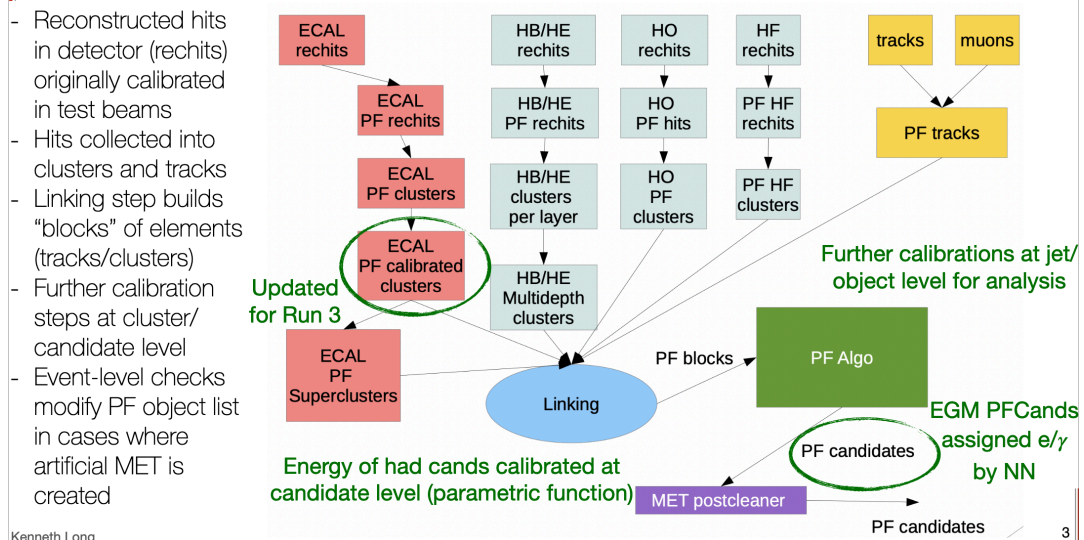 - Reconstructed hits
in detector (rechits)
originally calibrated
in test beams
- Hits collected into
clusters and tracks
- Linking step builds
“blocks” of elements
(tracks/clusters)
- Further calibration
steps at cluster/
candidate level
- Event-level checks
modify PF object list
in cases where
artificial MET is
created
ECAL
rechits
HB/HE
rechits
HO
rechits
HF
rechits
tracks
muons
ECAL
PF rechits
HB/HE
PF rechits
HO
PF hits
PF HF
rechits
PF tracks
ECAL
PF clusters
HB/HE
clusters
per layer
HO
PF
clusters
PF HF
clusters
ECAL
PF calibrated
clusters
Updated
for Run 3
HB/HE
Multidepth
clusters
Further calibrations at jet/
object level for analysis
ECAL
PF
Superclusters
Linking
PF blocks
PF Algo
EGM PFCands
assigned e/γ
by NN
PF candidates
Energy of had cands calibrated at
candidate level (parametric function)
MET postcleaner
PF candidates
Kenneth Long
3